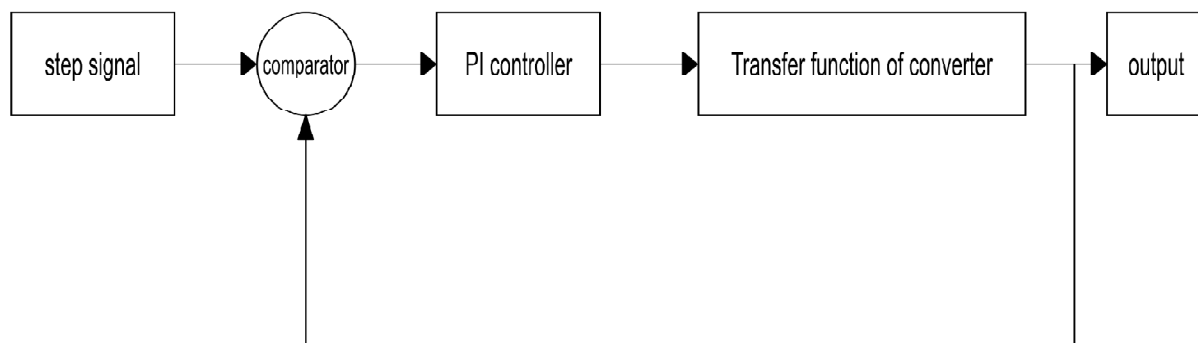 step signal
comparator
PI controller
Transfer function of converter
output